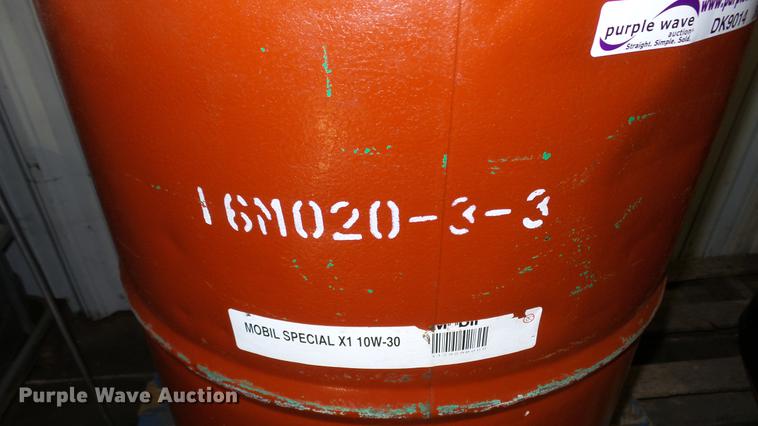 purple wave
auction
Straight. Simple. Sold.
DK9014
16M020-3-3
MOBIL SPECIAL X1 10W-30
Purple Wave Auction